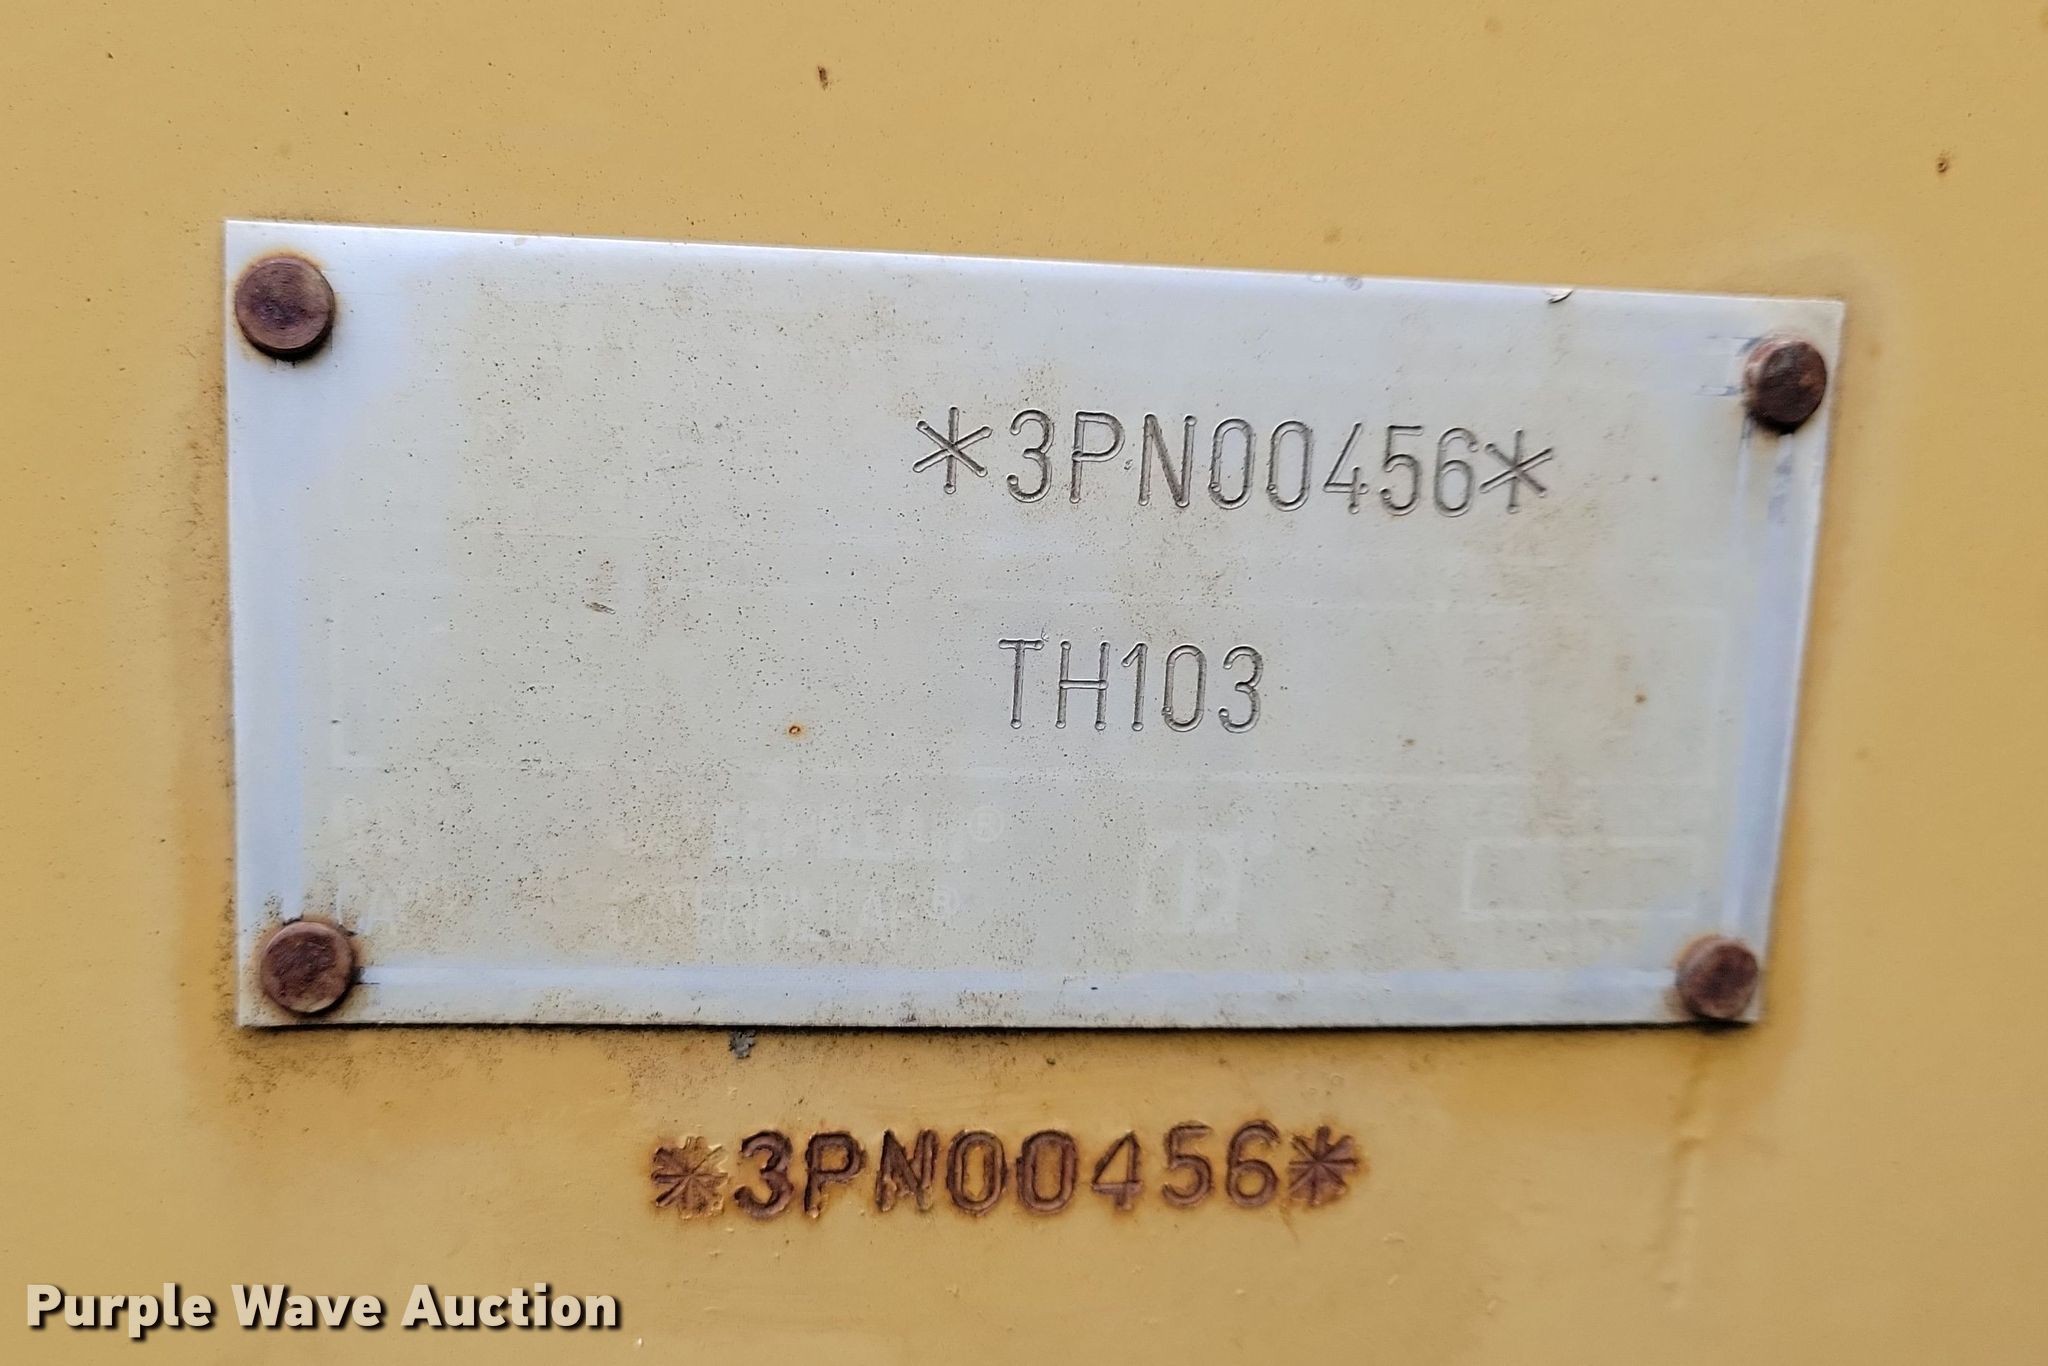 *3PN00456*
TH103
*3PN00456*
Purple Wave Auction